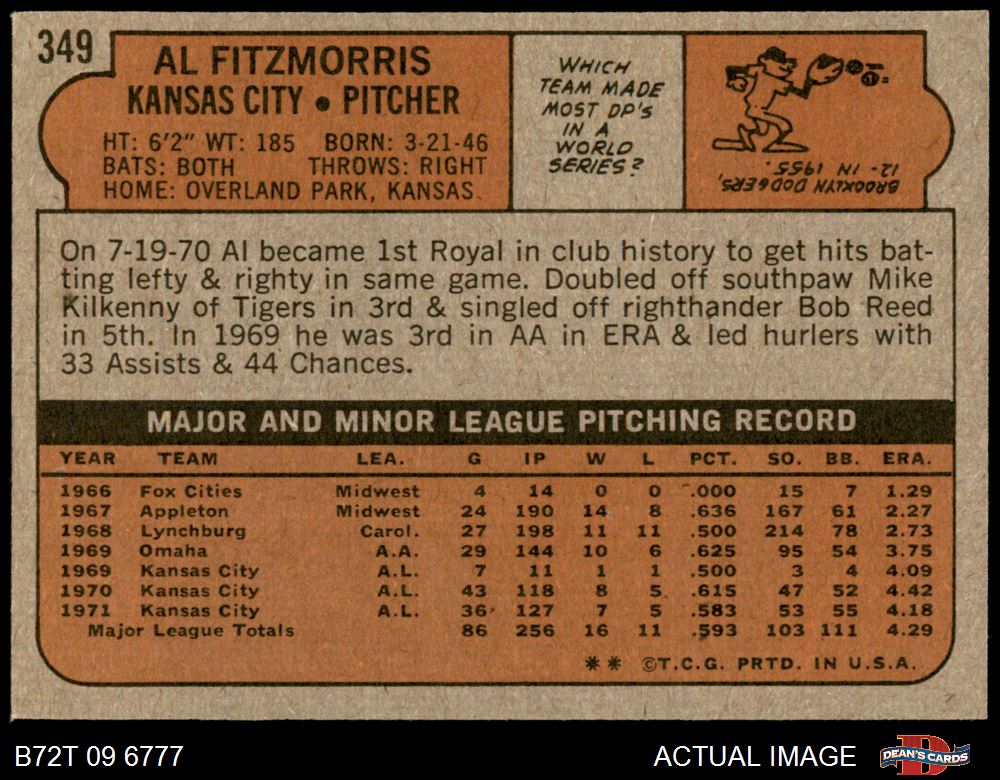 349
AL FITZMORRIS
KANSAS CITY • PITCHER
HT: 6'2" WT: 185 BORN: 3-21-46
BATS: BOTH THROWS: RIGHT
HOME: OVERLAND PARK, KANSAS
WHICH
TEAM MADE
MOST DP'S
IN A
WORLD
SERIES?
BROOKLYN DODGERS,
12 - IN 1955.
On 7-19-70 Al became 1st Royal in club history to get hits bat-
ting lefty & righty in same game. Doubled off southpaw Mike
Kilkenny of Tigers in 3rd & singled off righthander Bob Reed
in 5th. In 1969 he was 3rd in AA in ERA & led hurlers with
33 Assists & 44 Chances.
MAJOR AND MINOR LEAGUE PITCHING RECORD
YEAR TEAM LEA. G IP W L PCT. SO. BB. ERA.
1966 Fox Cities Midwest 4 14 0 0 .000 15 7 1.29
1967 Appleton Midwest 24 190 14 8 .636 167 61 2.27
1968 Lynchburg Carol. 27 198 11 11 .500 214 78 2.73
1969 Omaha A.A. 29 144 10 6 .625 95 54 3.75
1969 Kansas City A.L. 7 11 1 1 .500 3 4 4.09
1970 Kansas City A.L. 43 118 8 5 .615 47 52 4.42
1971 Kansas City A.L. 36 127 7 5 .583 53 55 4.18
Major League Totals 86 256 16 11 .593 103 111 4.29
** ©T.C.G. PRTD. IN U.S.A.
B72T 09 6777 ACTUAL IMAGE DEAN'S CARDS